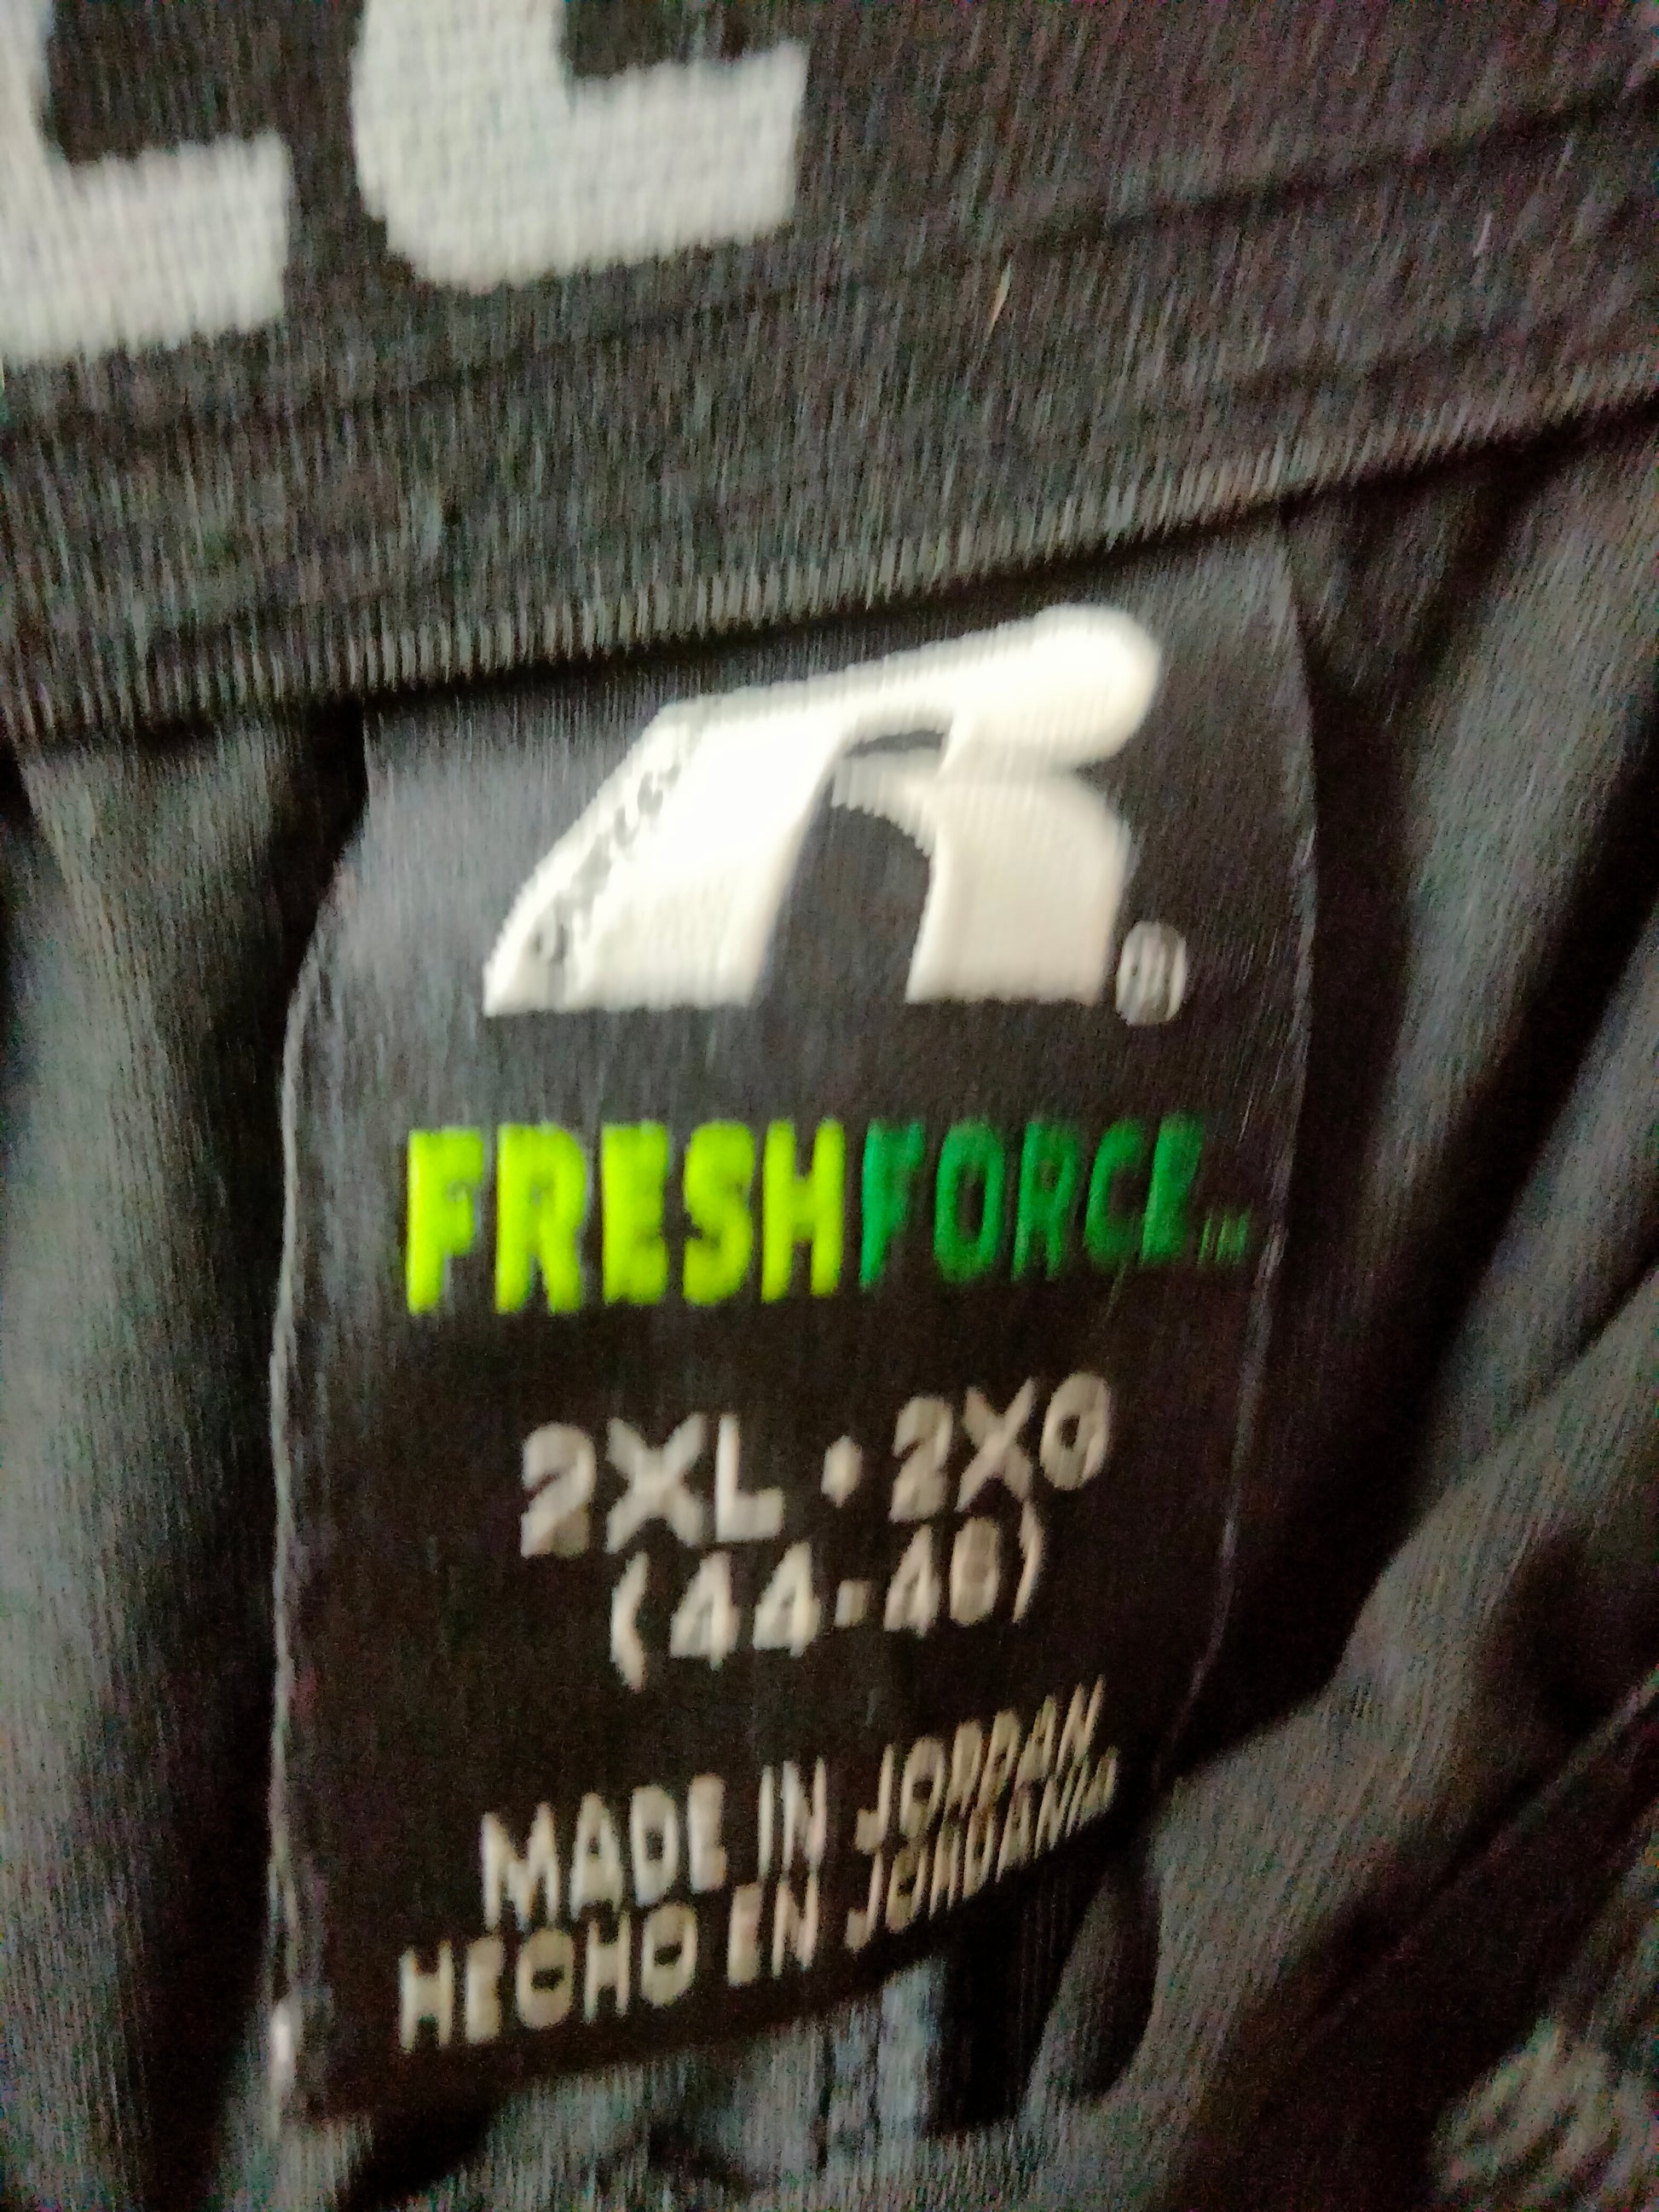 FRESHFORCE
2XL • 2XG
(44-46)
MADE IN JORDAN
HECHO EN JORDANIA